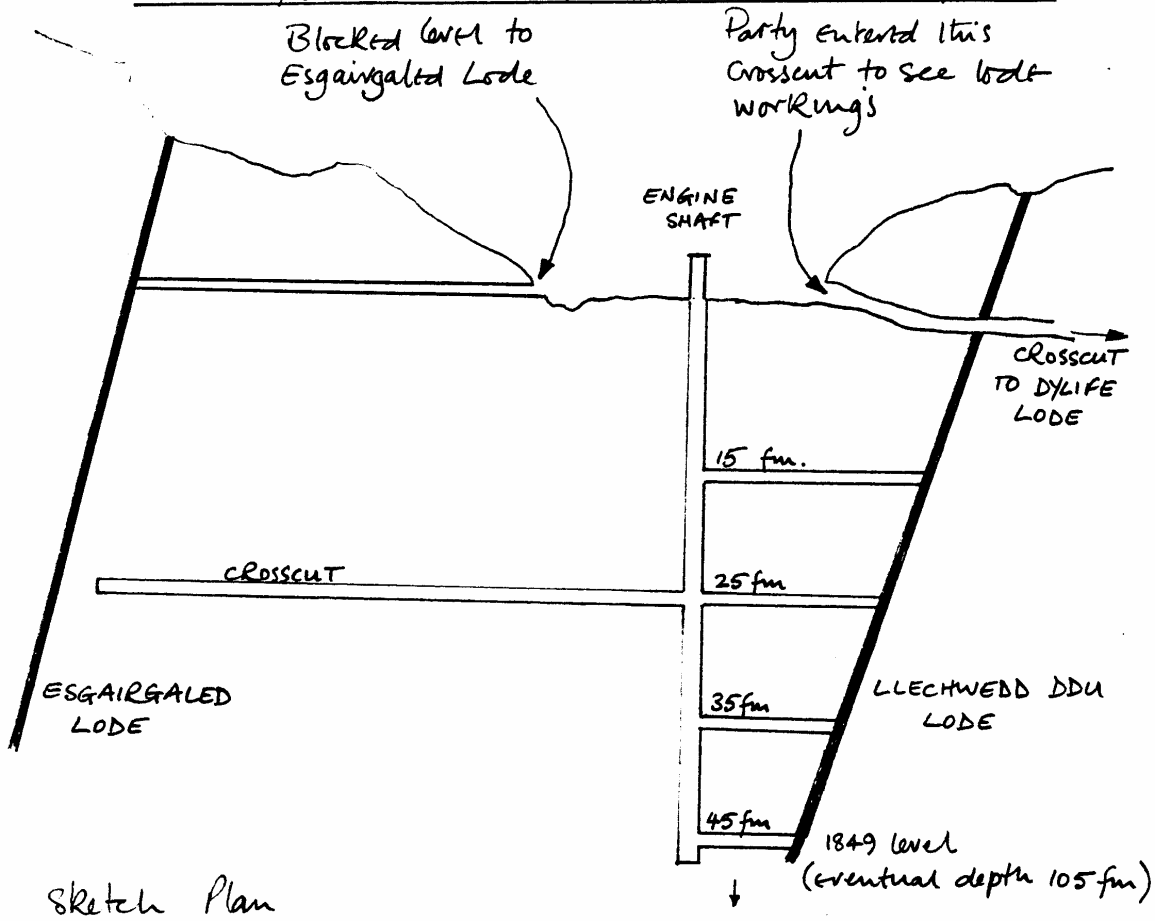 Blocked level to
Esgairgaled Lode
Party entered this
Crosscut to see lode
workings
ENGINE
SHAFT
CROSSCUT
TO DYLIFE
LODE
15 fm.
CROSSCUT
25 fm
ESGAIRGALED
LODE
35 fm
LLECHWEDD DDU
LODE
45 fm
1849 level
(eventual depth 105 fm)
Sketch Plan